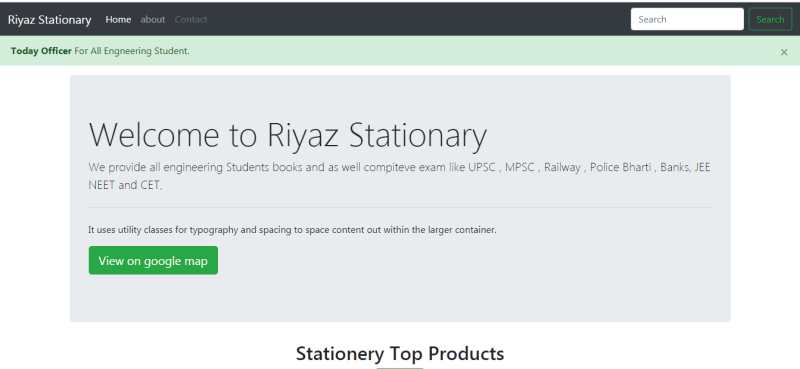 Riyaz Stationary Home about Contact Search Search
Today Officer For All Engneering Student. ×
Welcome to Riyaz Stationary
We provide all engineering Students books and as well compiteve exam like UPSC , MPSC , Railway , Police Bharti , Banks, JEE
NEET and CET.
It uses utility classes for typography and spacing to space content out within the larger container.
View on google map
Stationery Top Products